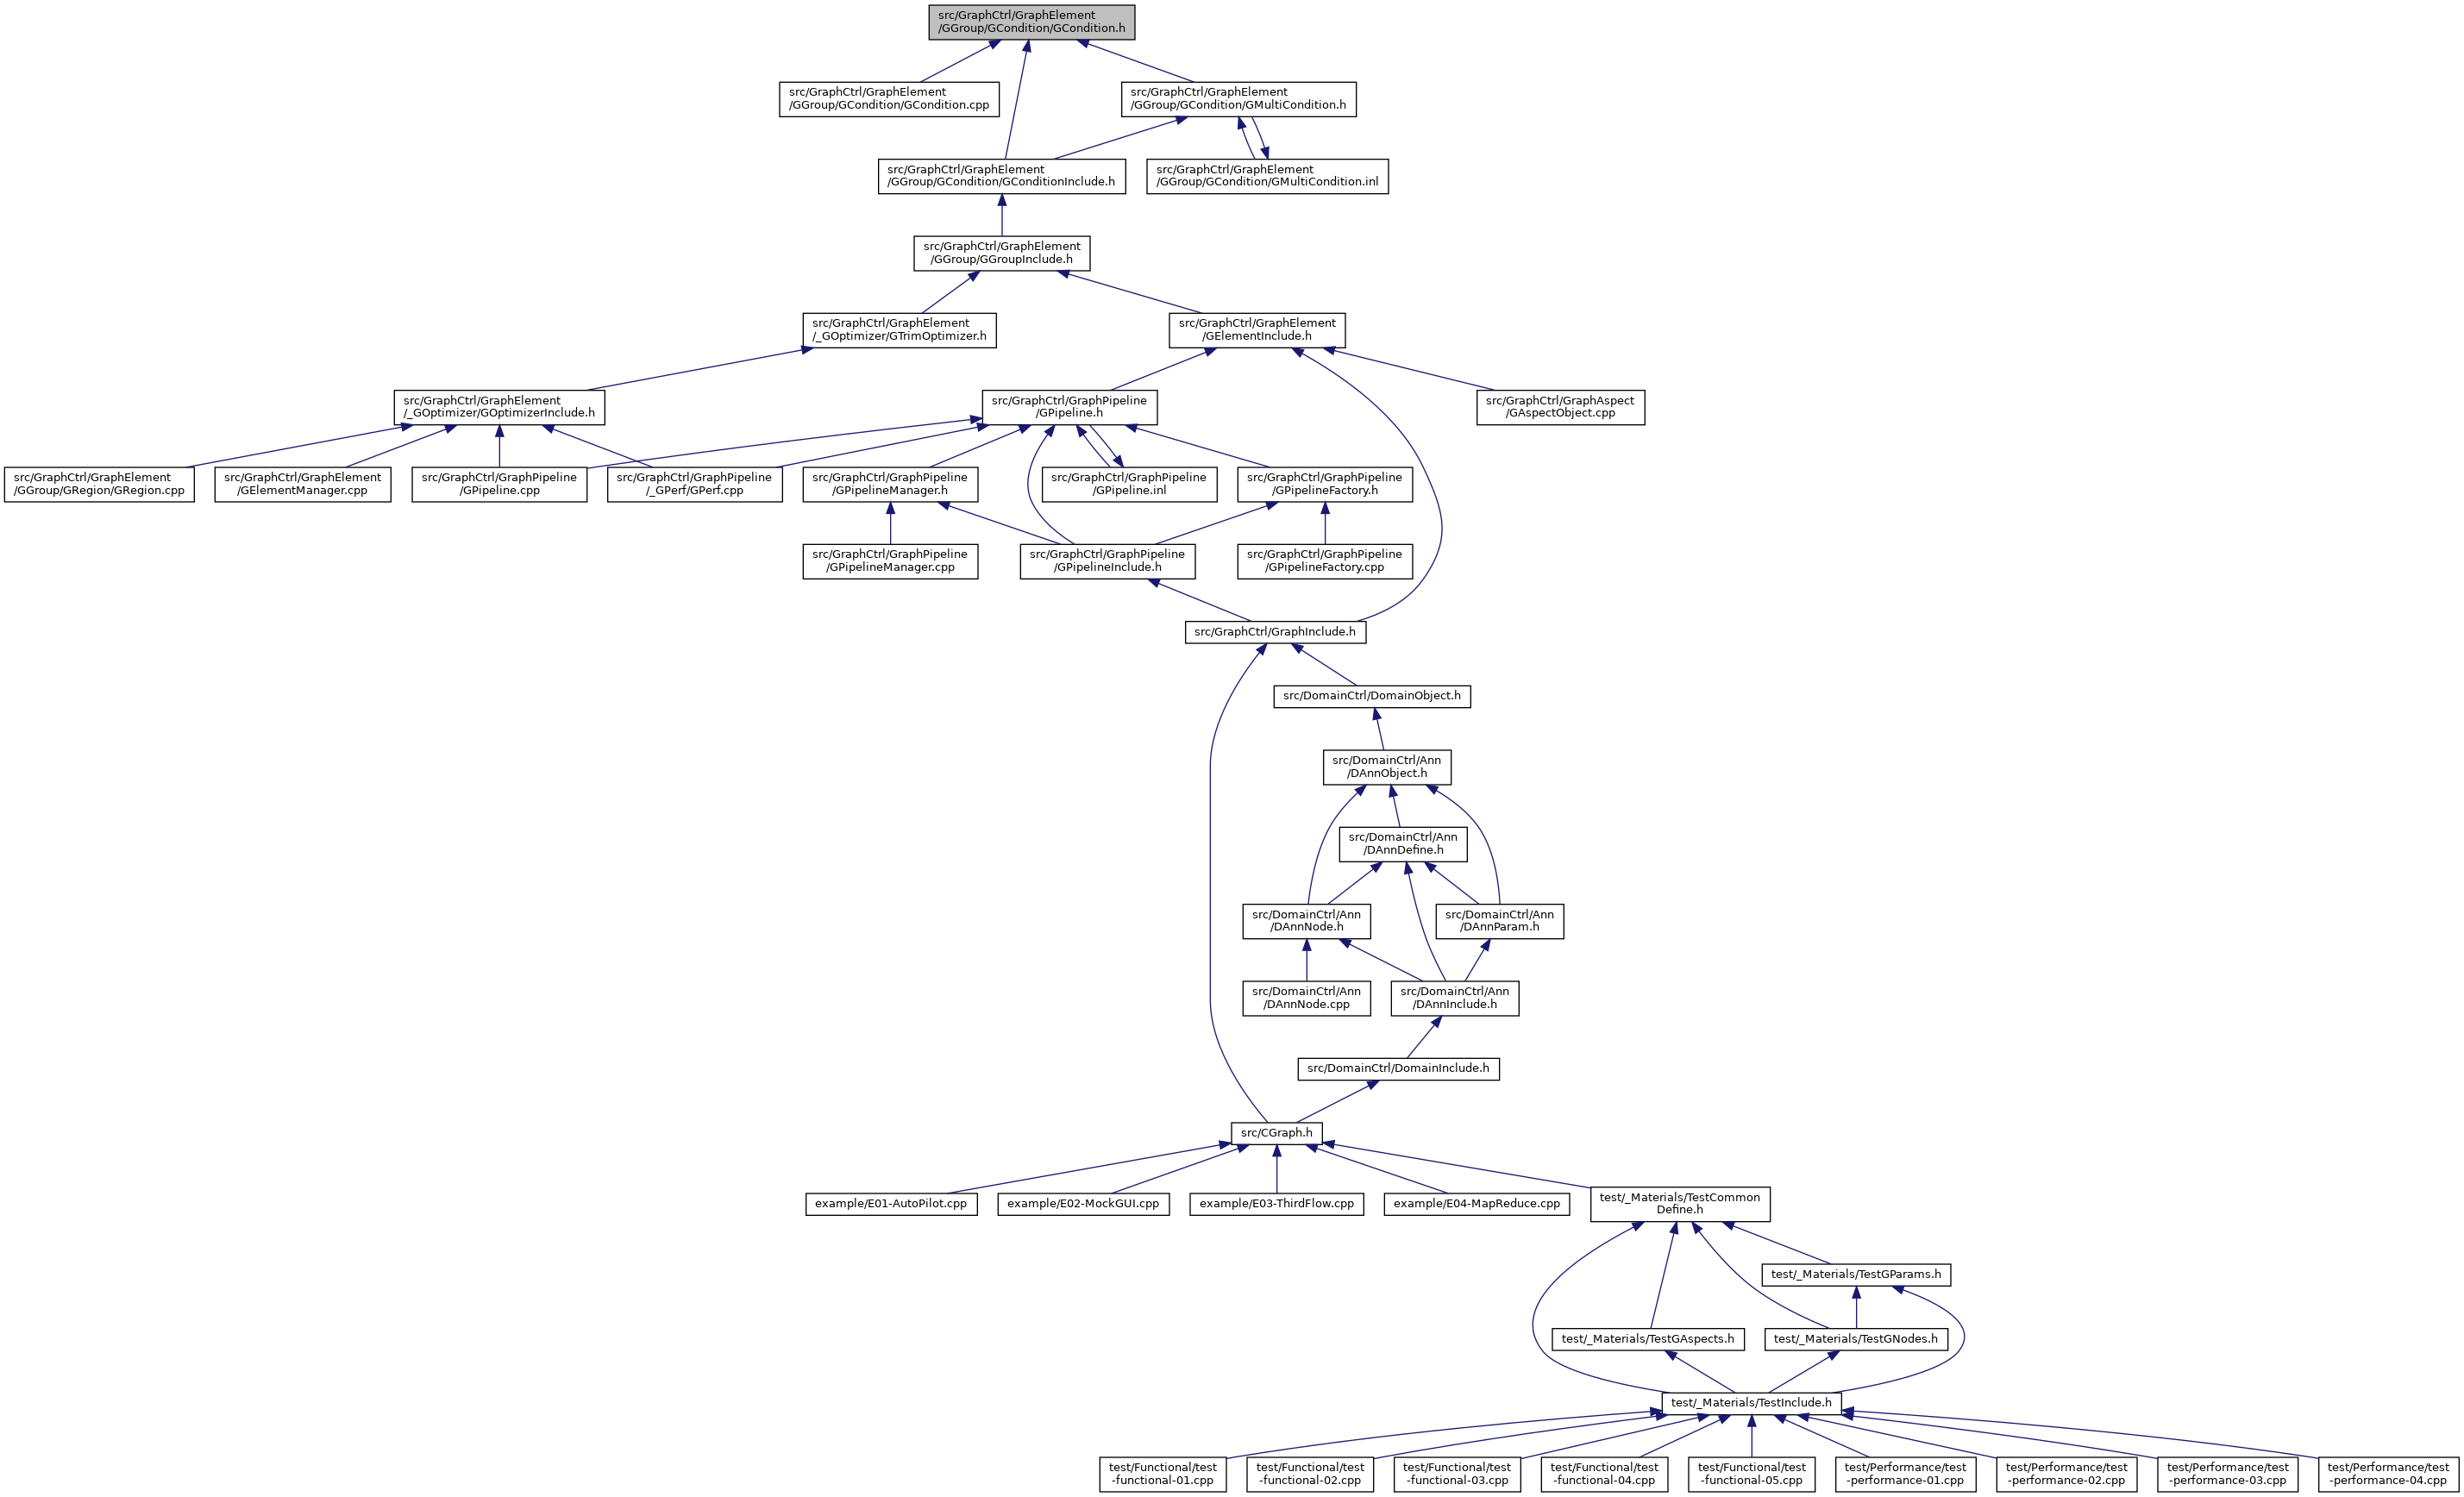 src/GraphCtrl/GraphElement
/GGroup/GCondition/GCondition.h
src/GraphCtrl/GraphElement
/GGroup/GCondition/GCondition.cpp
src/GraphCtrl/GraphElement
/GGroup/GCondition/GMultiCondition.h
src/GraphCtrl/GraphElement
/GGroup/GCondition/GConditionInclude.h
src/GraphCtrl/GraphElement
/GGroup/GCondition/GMultiCondition.inl
src/GraphCtrl/GraphElement
/GGroup/GGroupInclude.h
src/GraphCtrl/GraphElement
/_GOptimizer/GTrimOptimizer.h
src/GraphCtrl/GraphElement
/GElementInclude.h
src/GraphCtrl/GraphElement
/_GOptimizer/GOptimizerInclude.h
src/GraphCtrl/GraphPipeline
/GPipeline.h
src/GraphCtrl/GraphAspect
/GAspectObject.cpp
src/GraphCtrl/GraphElement
/GGroup/GRegion/GRegion.cpp
src/GraphCtrl/GraphElement
/GElementManager.cpp
src/GraphCtrl/GraphPipeline
/GPipeline.cpp
src/GraphCtrl/GraphPipeline
/_GPerf/GPerf.cpp
src/GraphCtrl/GraphPipeline
/GPipelineManager.h
src/GraphCtrl/GraphPipeline
/GPipeline.inl
src/GraphCtrl/GraphPipeline
/GPipelineFactory.h
src/GraphCtrl/GraphPipeline
/GPipelineManager.cpp
src/GraphCtrl/GraphPipeline
/GPipelineInclude.h
src/GraphCtrl/GraphPipeline
/GPipelineFactory.cpp
src/GraphCtrl/GraphInclude.h
src/DomainCtrl/DomainObject.h
src/DomainCtrl/Ann
/DAnnObject.h
src/DomainCtrl/Ann
/DAnnDefine.h
src/DomainCtrl/Ann
/DAnnNode.h
src/DomainCtrl/Ann
/DAnnParam.h
src/DomainCtrl/Ann
/DAnnNode.cpp
src/DomainCtrl/Ann
/DAnnInclude.h
src/DomainCtrl/DomainInclude.h
src/CGraph.h
example/E01-AutoPilot.cpp
example/E02-MockGUI.cpp
example/E03-ThirdFlow.cpp
example/E04-MapReduce.cpp
test/_Materials/TestCommon
Define.h
test/_Materials/TestGParams.h
test/_Materials/TestGAspects.h
test/_Materials/TestGNodes.h
test/_Materials/TestInclude.h
test/Functional/test
-functional-01.cpp
test/Functional/test
-functional-02.cpp
test/Functional/test
-functional-03.cpp
test/Functional/test
-functional-04.cpp
test/Functional/test
-functional-05.cpp
test/Performance/test
-performance-01.cpp
test/Performance/test
-performance-02.cpp
test/Performance/test
-performance-03.cpp
test/Performance/test
-performance-04.cpp